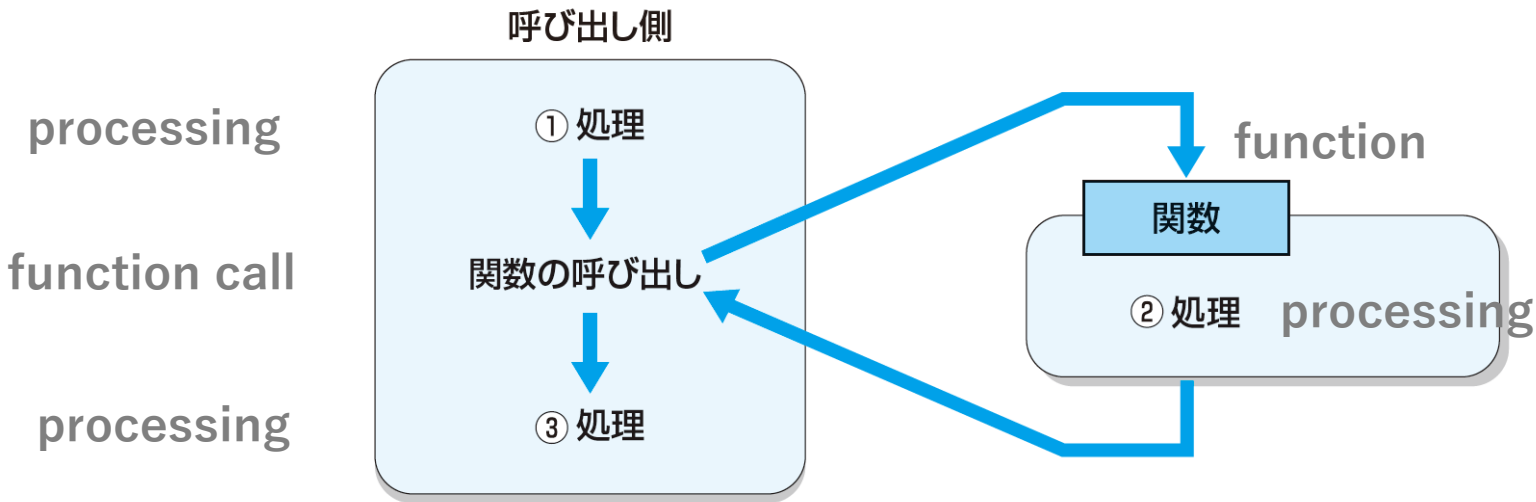 呼び出し側
processing
① 処理
function
関数
function call
関数の呼び出し
② 処理
processing
processing
③ 処理